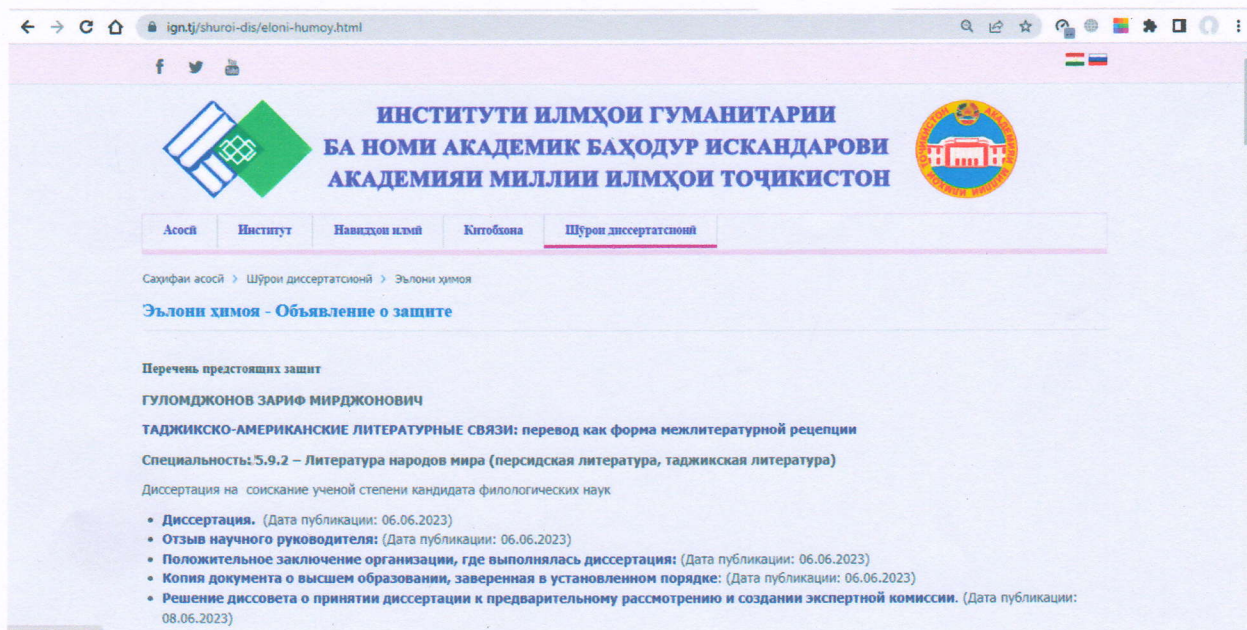 ign.tj/shuroi-dis/eloni-humoy.html
ИНСТИТУТИ ИЛМҲОИ ГУМАНИТАРИИ
БА НОМИ АКАДЕМИК БАҲОДУР ИСКАНДАРОВИ
АКАДЕМИЯИ МИЛЛИИ ИЛМҲОИ ТОҶИКИСТОН
Асосӣ Институт Навидҳои илмӣ Китобхона Шӯрои диссертатсионӣ
Саҳифаи асосӣ > Шӯрои диссертатсионӣ > Эълони ҳимоя
Эълони ҳимоя - Объявление о защите
Перечень предстоящих защит
ГУЛОМДЖОНОВ ЗАРИФ МИРДЖОНОВИЧ
ТАДЖИКСКО-АМЕРИКАНСКИЕ ЛИТЕРАТУРНЫЕ СВЯЗИ: перевод как форма межлитературной рецепции
Специальность: 5.9.2 – Литература народов мира (персидская литература, таджикская литература)
Диссертация на соискание ученой степени кандидата филологических наук
• Диссертация. (Дата публикации: 06.06.2023)
• Отзыв научного руководителя: (Дата публикации: 06.06.2023)
• Положительное заключение организации, где выполнялась диссертация: (Дата публикации: 06.06.2023)
• Копия документа о высшем образовании, заверенная в установленном порядке: (Дата публикации: 06.06.2023)
• Решение диссовета о принятии диссертации к предварительному рассмотрению и создании экспертной комиссии. (Дата публикации:
08.06.2023)